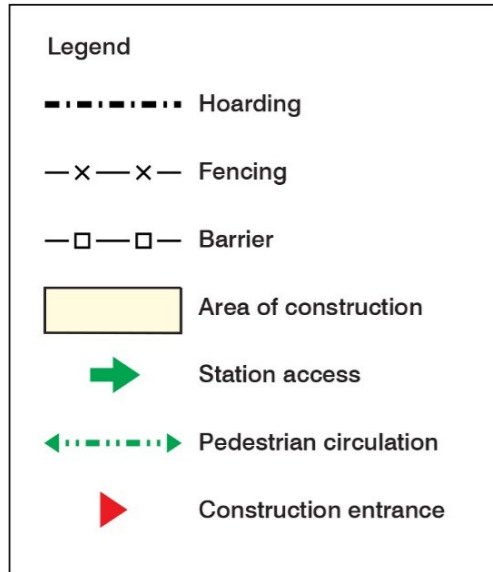 Legend
Hoarding
Fencing
Barrier
Area of construction
Station access
Pedestrian circulation
Construction entrance